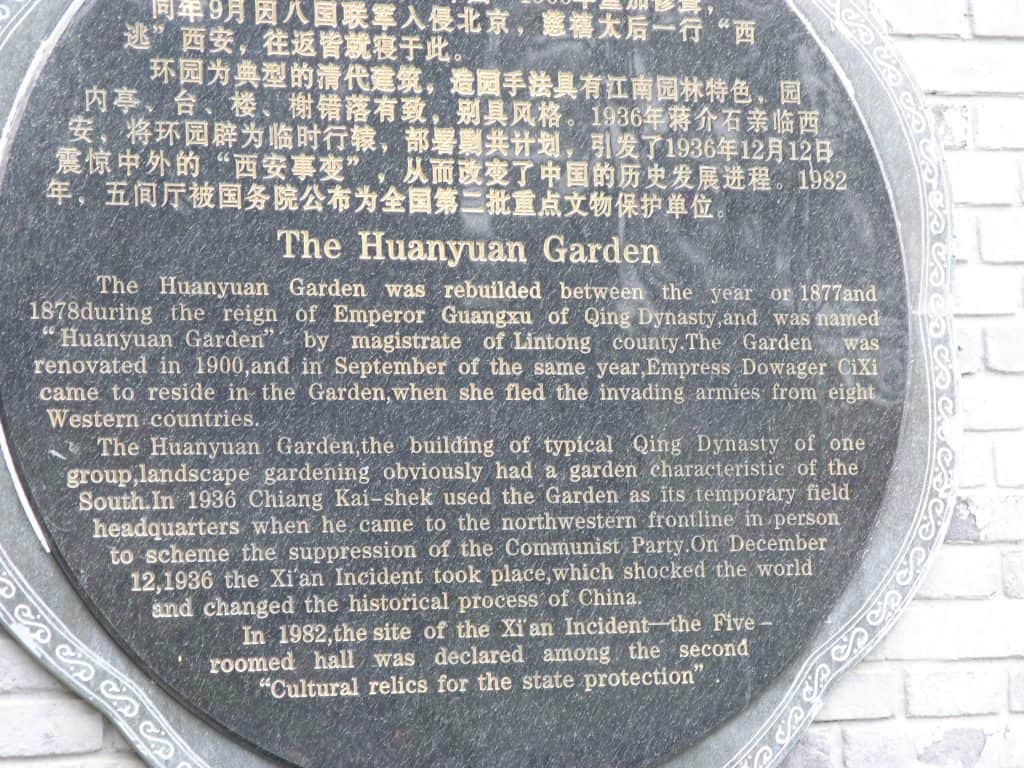 1900年重加修葺，
同年9月因八国联军入侵北京，慈禧太后一行“西
逃”西安，往返皆就寝于此。
环园为典型的清代建筑，造园手法具有江南园林特色，园
内亭、台、楼、榭错落有致，别具风格。1936年蒋介石亲临西
安，将环园辟为临时行辕，部署剿共计划，引发了1936年12月12日
震惊中外的“西安事变”，从而改变了中国的历史发展进程。1982
年，五间厅被国务院公布为全国第二批重点文物保护单位。
The Huanyuan Garden
The Huanyuan Garden was rebuilded between the year or 1877and
1878during the reign of Emperor Guangxu of Qing Dynasty,and was named
“Huanyuan Garden” by magistrate of Lintong county.The Garden was
renovated in 1900,and in September of the same year,Empress Dowager CiXi
came to reside in the Garden,when she fled the invading armies from eight
Western countries.
The Huanyuan Garden,the building of typical Qing Dynasty of one
group,landscape gardening obviously had a garden characteristic of the
South.In 1936 Chiang Kai-shek used the Garden as its temporary field
headquarters when he came to the northwestern frontline in person
to scheme the suppression of the Communist Party.On December
12,1936 the Xi'an Incident took place,which shocked the world
and changed the historical process of China.
In 1982,the site of the Xi'an Incident—the Five-
roomed hall was declared among the second
“Cultural relics for the state protection”